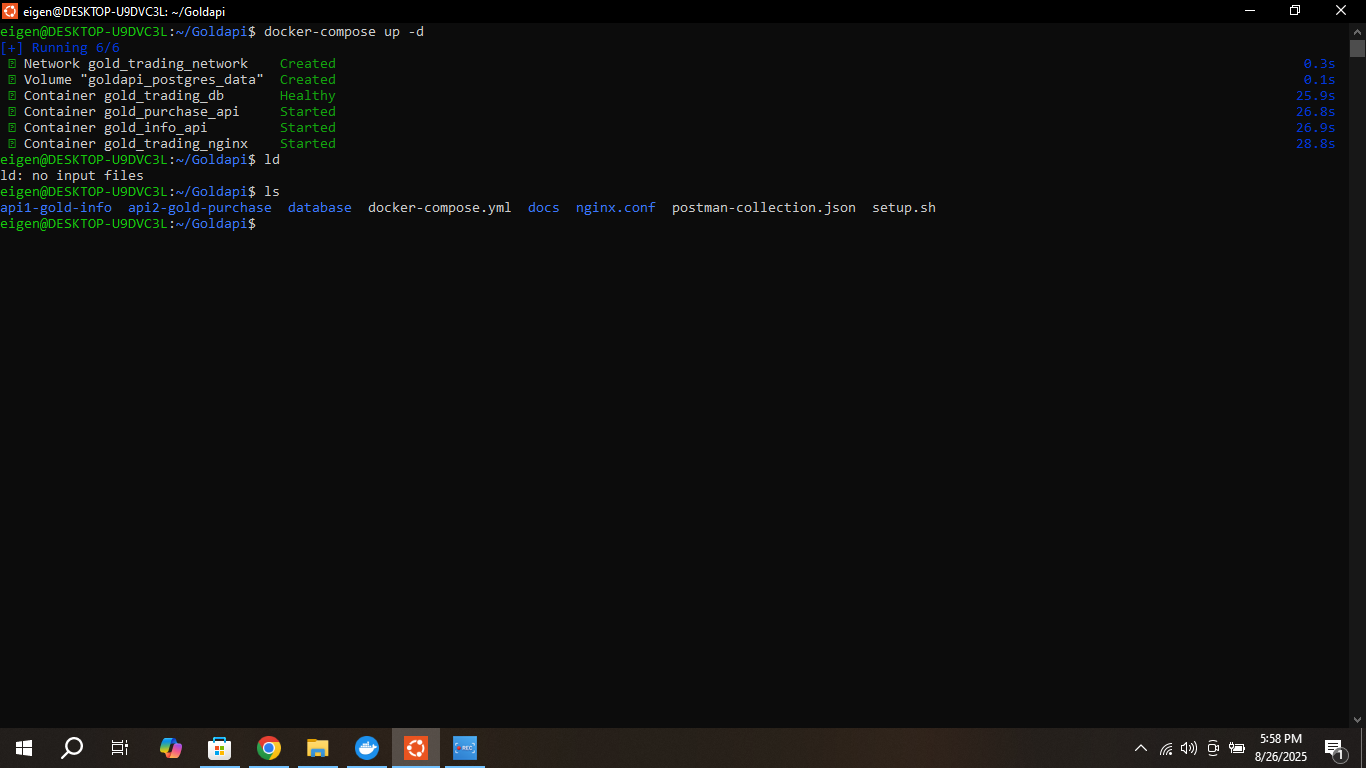 eigen@DESKTOP-U9DVC3L: ~/Goldapi
eigen@DESKTOP-U9DVC3L:~/Goldapi$ docker-compose up -d
[+] Running 6/6
Network gold_trading_network Created 0.3s
Volume "goldapi_postgres_data" Created 0.1s
Container gold_trading_db Healthy 25.9s
Container gold_purchase_api Started 26.8s
Container gold_info_api Started 26.9s
Container gold_trading_nginx Started 28.8s
eigen@DESKTOP-U9DVC3L:~/Goldapi$ ld
ld: no input files
eigen@DESKTOP-U9DVC3L:~/Goldapi$ ls
api1-gold-info api2-gold-purchase database docker-compose.yml docs nginx.conf postman-collection.json setup.sh
eigen@DESKTOP-U9DVC3L:~/Goldapi$
REC
5:58 PM
8/26/2025
1